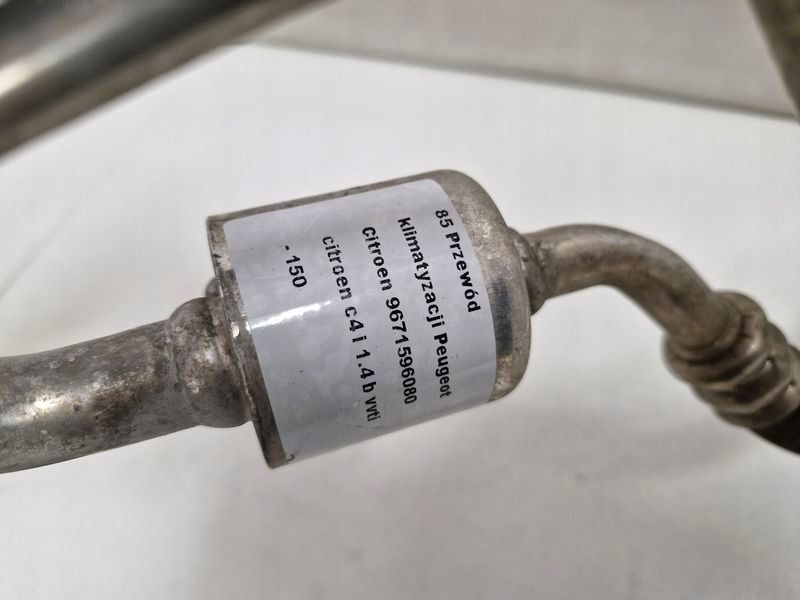 85 Przewód
klimatyzacji Peugeot
Citroen 9671596080
citroen c4 i 1.4 b vvti
- 150